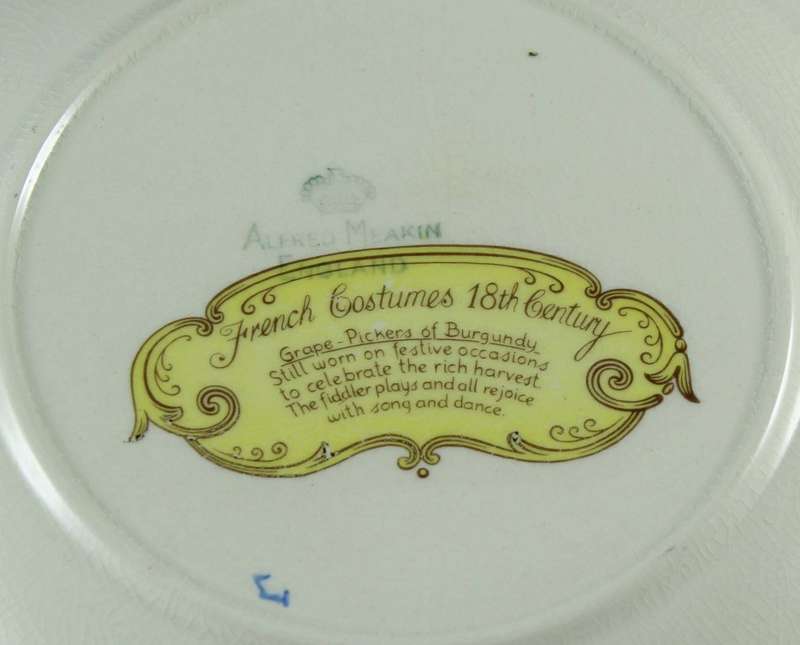 ALFRED MEAKIN
ENGLAND
French Costumes 18th Century
Grape-Pickers of Burgundy
Still worn on festive occasions
to celebrate the rich harvest.
The fiddler plays and all rejoice
with song and dance.